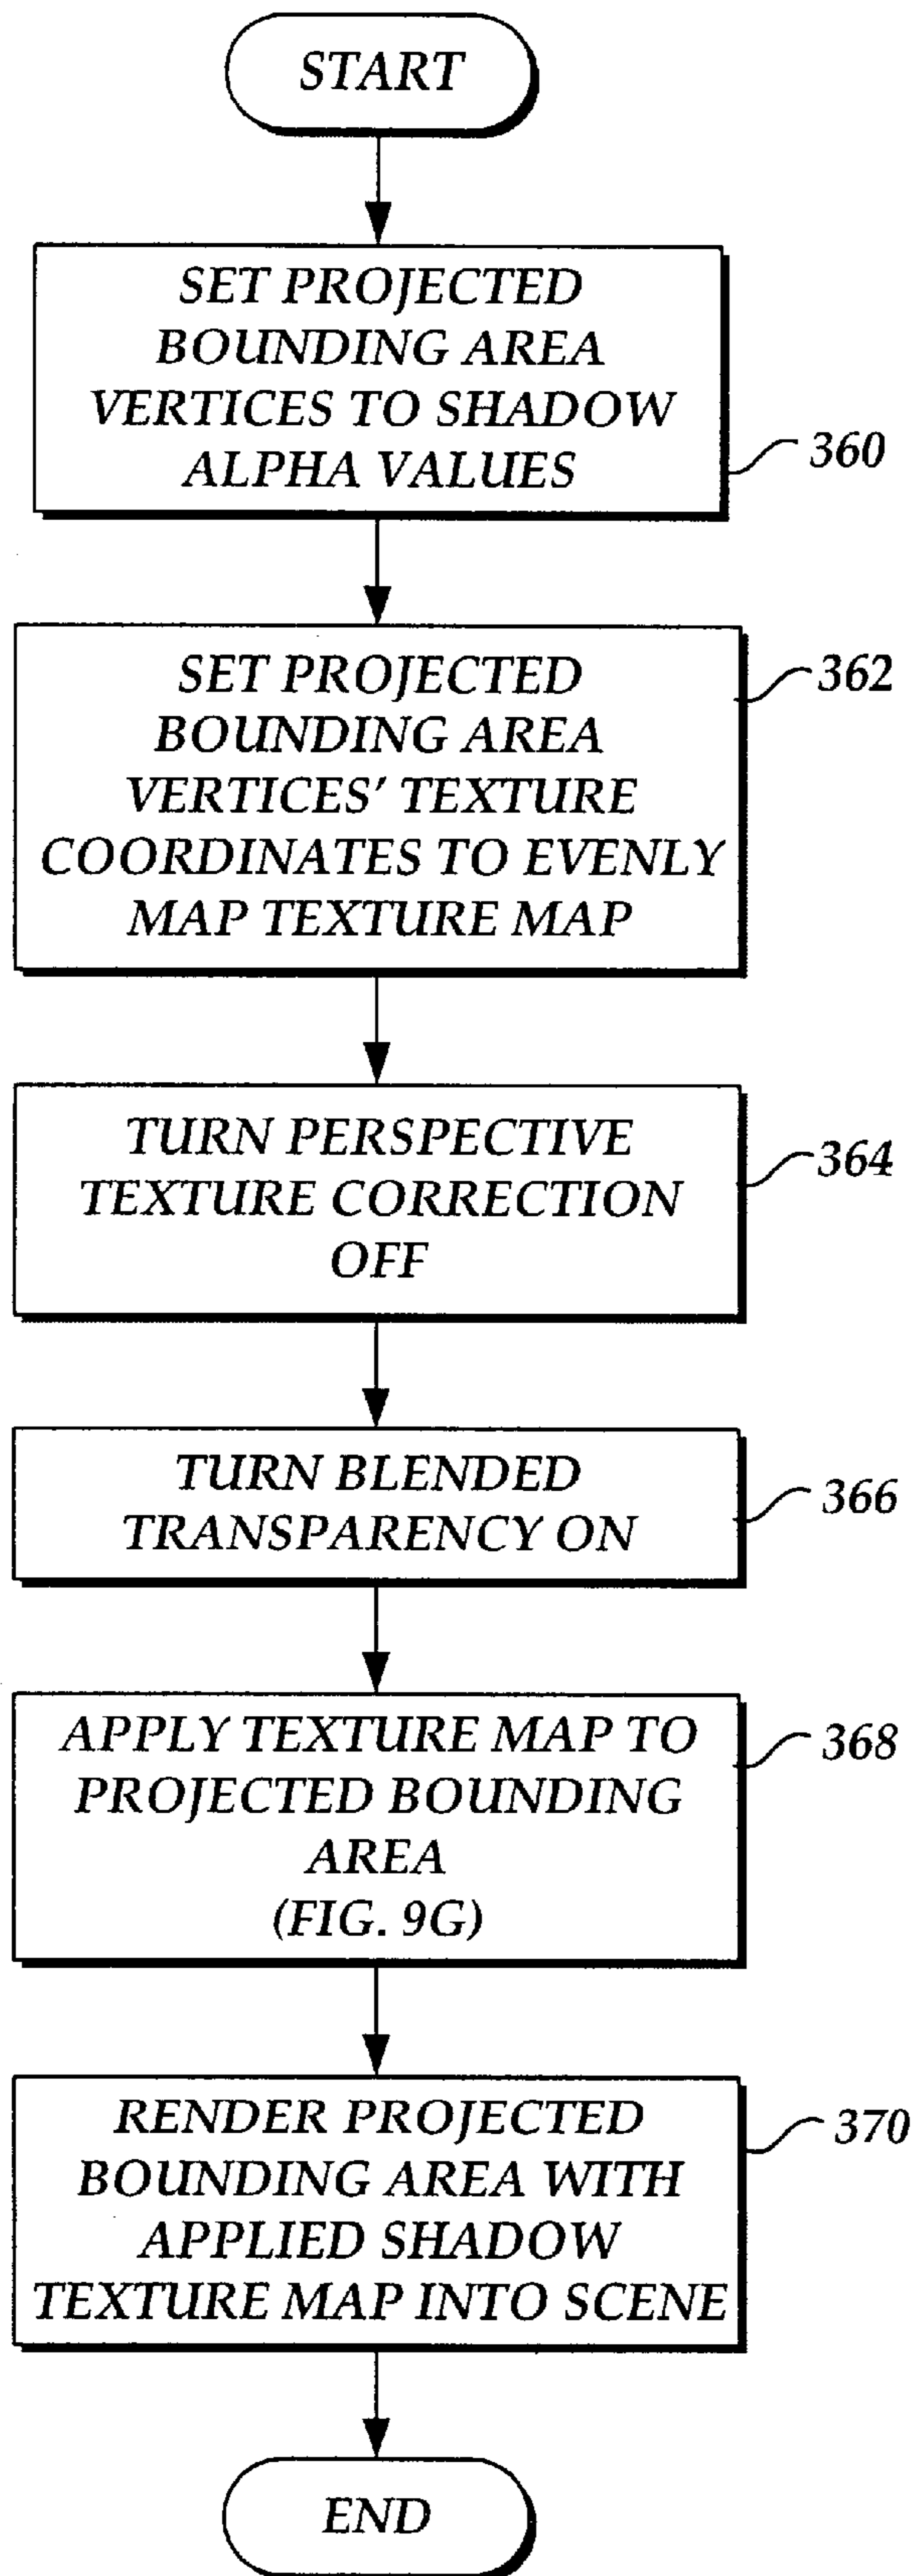 START
SET PROJECTED
BOUNDING AREA
VERTICES TO SHADOW
ALPHA VALUES
360
SET PROJECTED
BOUNDING AREA
VERTICES' TEXTURE
COORDINATES TO EVENLY
MAP TEXTURE MAP
362
TURN PERSPECTIVE
TEXTURE CORRECTION
OFF
364
TURN BLENDED
TRANSPARENCY ON
366
APPLY TEXTURE MAP TO
PROJECTED BOUNDING
AREA
(FIG. 9G)
368
RENDER PROJECTED
BOUNDING AREA WITH
APPLIED SHADOW
TEXTURE MAP INTO SCENE
370
END